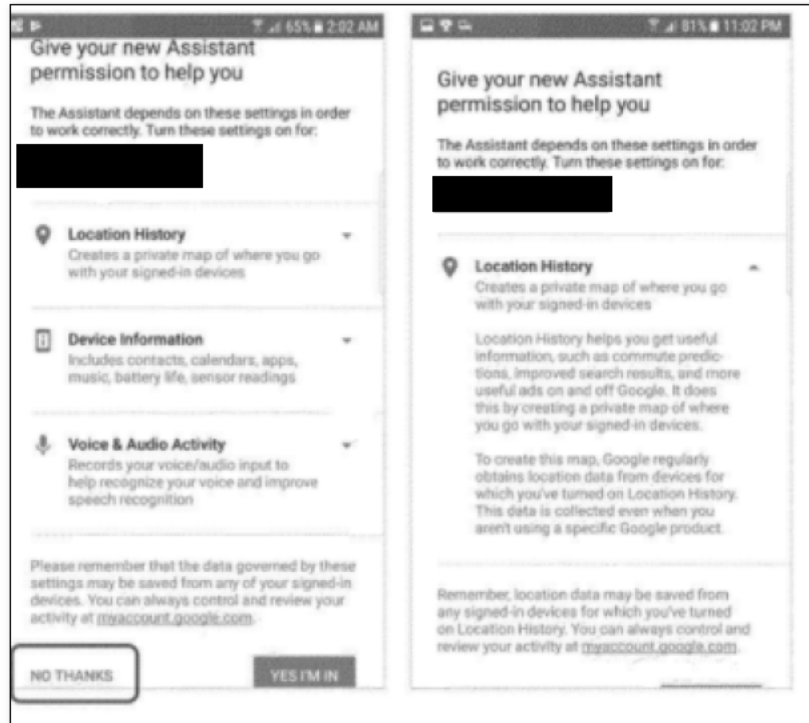 65% 2:02 AM
Give your new Assistant
permission to help you
The Assistant depends on these settings in order
to work correctly. Turn these settings on for:
Location History
Creates a private map of where you go
with your signed-in devices
Device Information
Includes contacts, calendars, apps,
music, battery life, sensor readings
Voice & Audio Activity
Records your voice/audio input to
help recognize your voice and improve
speech recognition
Please remember that the data governed by these
settings may be saved from any of your signed-in
devices. You can always control and review your
activity at myaccount.google.com.
NO THANKS
YES I'M IN
81% 11:02 PM
Give your new Assistant
permission to help you
The Assistant depends on these settings in order
to work correctly. Turn these settings on for:
Location History
Creates a private map of where you go
with your signed-in devices
Location History helps you get useful
information, such as commute predic-
tions, improved search results, and more
useful ads on and off Google. It does
this by creating a private map of where
you go with your signed-in devices.
To create this map, Google regularly
obtains location data from devices for
which you've turned on Location History.
This data is collected even when you
aren't using a specific Google product.
Remember, location data may be saved from
any signed-in devices for which you've turned
on Location History. You can always control and
review your activity at myaccount.google.com.